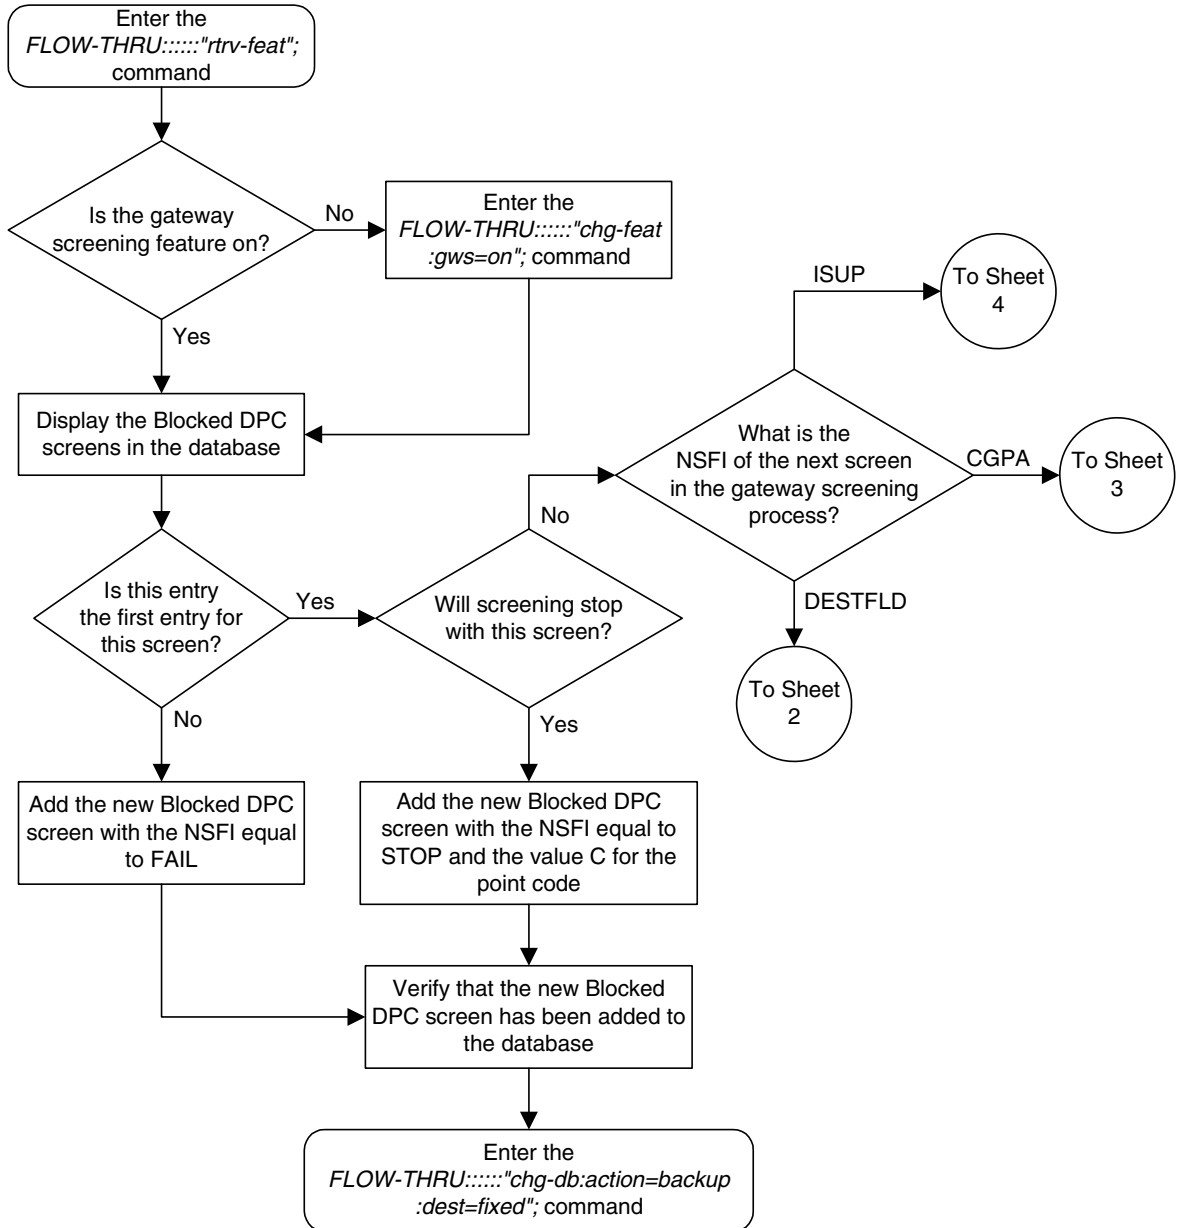 Enter the
FLOW-THRU::::::"rtrv-feat";
command
Is the gateway
screening feature on?
No
Enter the
FLOW-THRU::::::"chg-feat
:gws=on"; command
Yes
Display the Blocked DPC
screens in the database
Is this entry
the first entry for
this screen?
Yes
Will screening stop
with this screen?
No
What is the
NSFI of the next screen
in the gateway screening
process?
ISUP
To Sheet
4
CGPA
To Sheet
3
DESTFLD
To Sheet
2
No
Add the new Blocked DPC
screen with the NSFI equal
to FAIL
Yes
Add the new Blocked DPC
screen with the NSFI equal to
STOP and the value C for the
point code
Verify that the new Blocked
DPC screen has been added to
the database
Enter the
FLOW-THRU::::::"chg-db:action=backup
:dest=fixed"; command